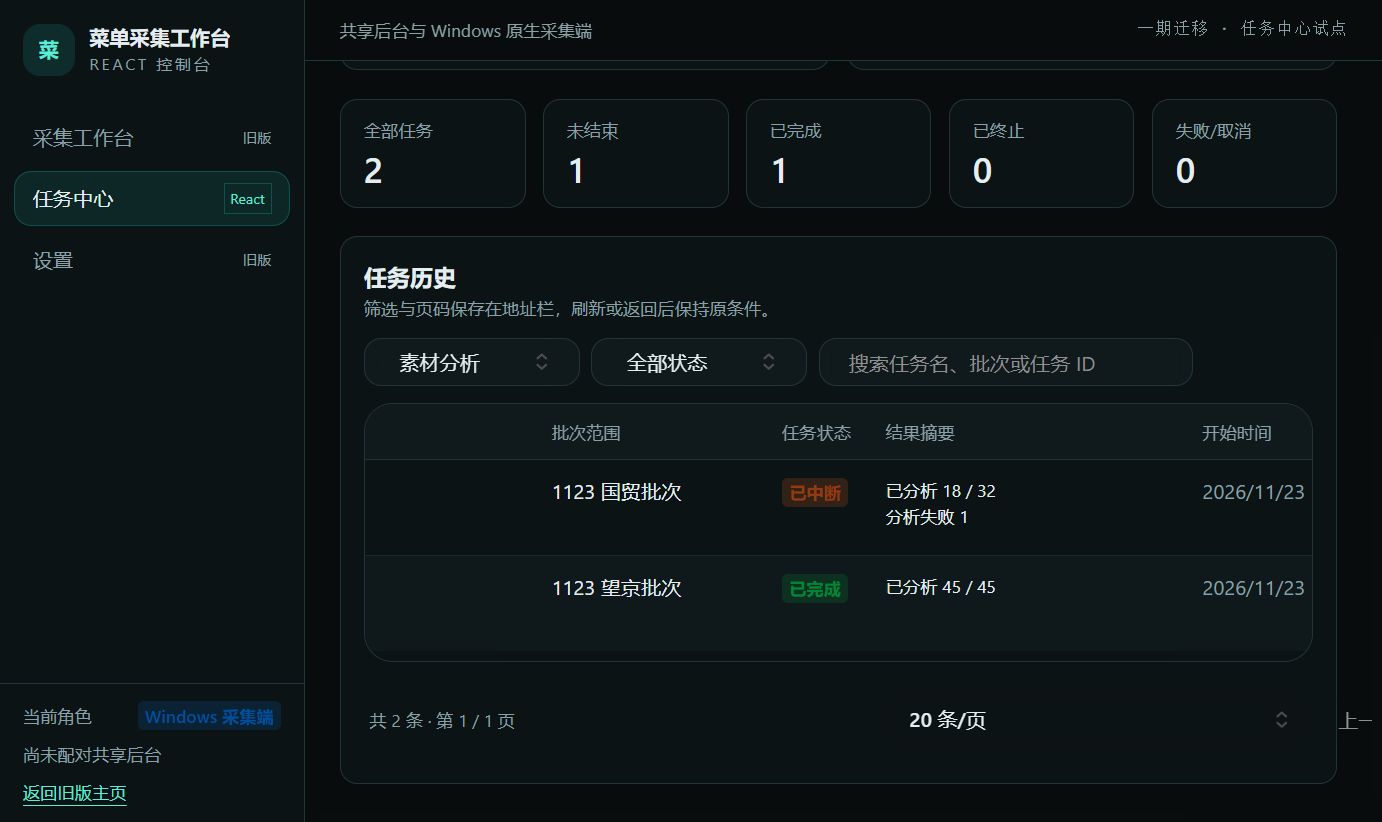 菜
菜单采集工作台
REACT 控制台
采集工作台 旧版
任务中心 React
设置 旧版
当前角色 Windows 采集端
尚未配对共享后台
返回旧版主页
共享后台与 Windows 原生采集端
一期迁移 · 任务中心试点
全部任务
2
未结束
1
已完成
1
已终止
0
失败/取消
0
任务历史
筛选与页码保存在地址栏，刷新或返回后保持原条件。
素材分析 全部状态 搜索任务名、批次或任务 ID
批次范围 任务状态 结果摘要 开始时间
1123 国贸批次 已中断 已分析 18 / 32 2026/11/23
分析失败 1
1123 望京批次 已完成 已分析 45 / 45 2026/11/23
共 2 条 · 第 1 / 1 页 20 条/页 上一